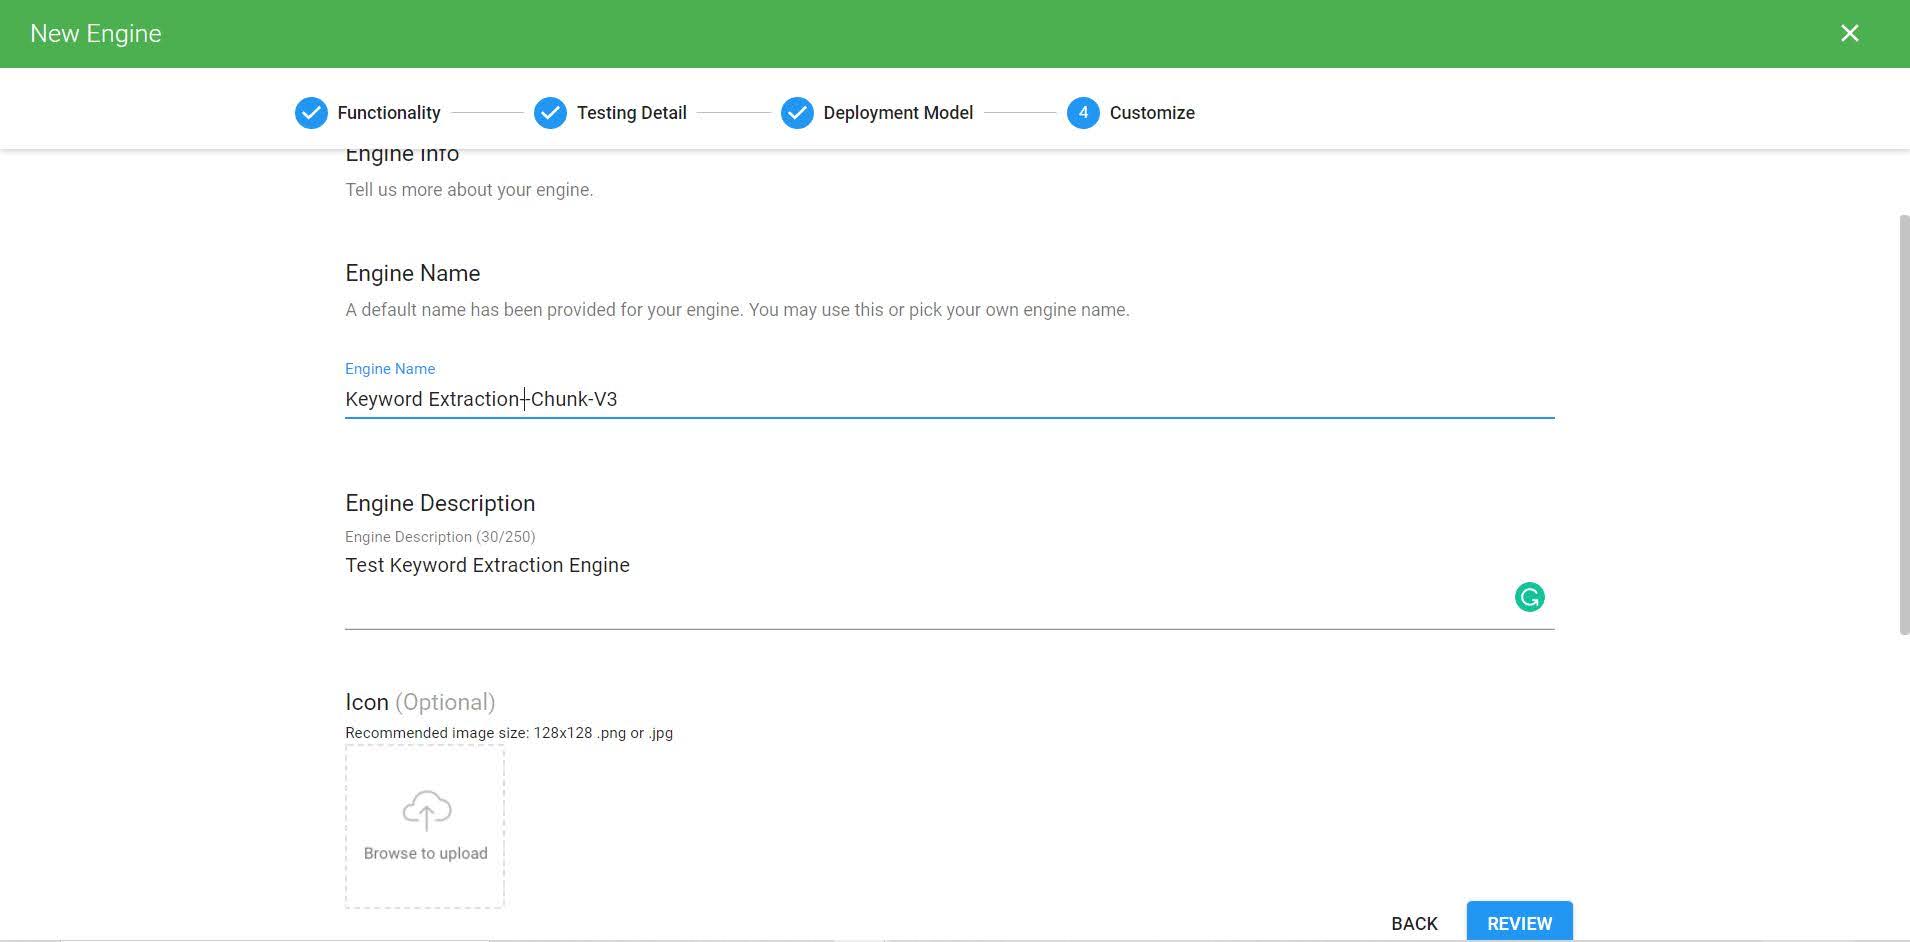 New Engine
Functionality
Testing Detail
Deployment Model
4 Customize
Engine Info
Tell us more about your engine.
Engine Name
A default name has been provided for your engine. You may use this or pick your own engine name.
Engine Name
Keyword Extraction-Chunk-V3
Engine Description
Engine Description (30/250)
Test Keyword Extraction Engine
Icon (Optional)
Recommended image size: 128x128 .png or .jpg
Browse to upload
BACK REVIEW